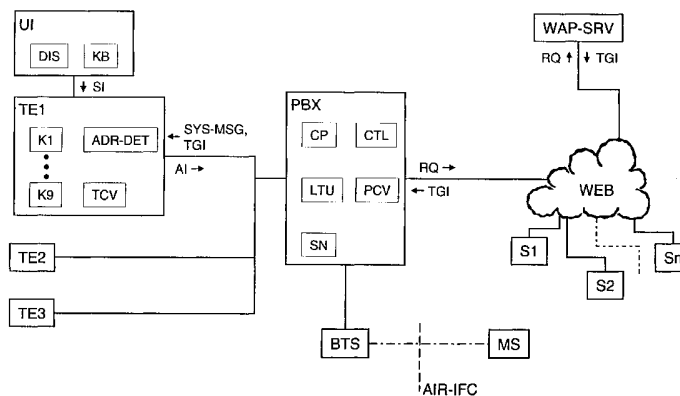 UI
DIS KB
↓ SI
TE1
K1 ADR-DET
K9 TCV
← SYS-MSG,
TGI
AI →
TE2
TE3
PBX
CP CTL
LTU PCV
SN
RQ →
← TGI
WAP-SRV
RQ ↑ ↓ TGI
WEB
S1
S2
Sn
BTS
MS
AIR-IFC